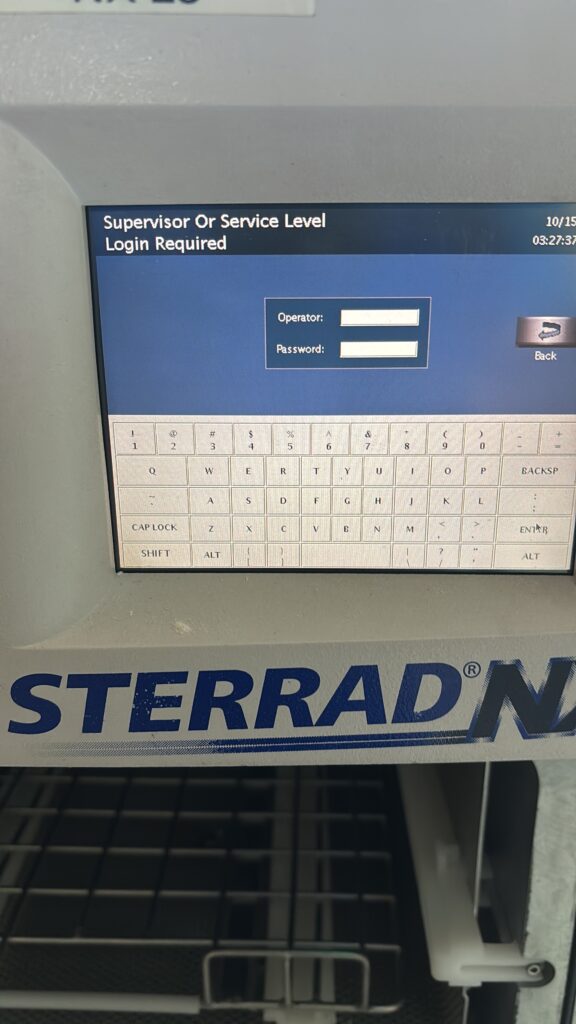 Supervisor Or Service Level
Login Required
10/15
03:27:37
Operator:
Password:
Back
! @ # $ % ^ & * ( ) _ +
1 2 3 4 5 6 7 8 9 0 - =
Q W E R T Y U I O P BACKSP
A S D F G H J K L : ;
CAP LOCK Z X C V B N M < , > . ENTER
SHIFT ALT { [ } ] | \ ? / " ' ALT
STERRAD® NX